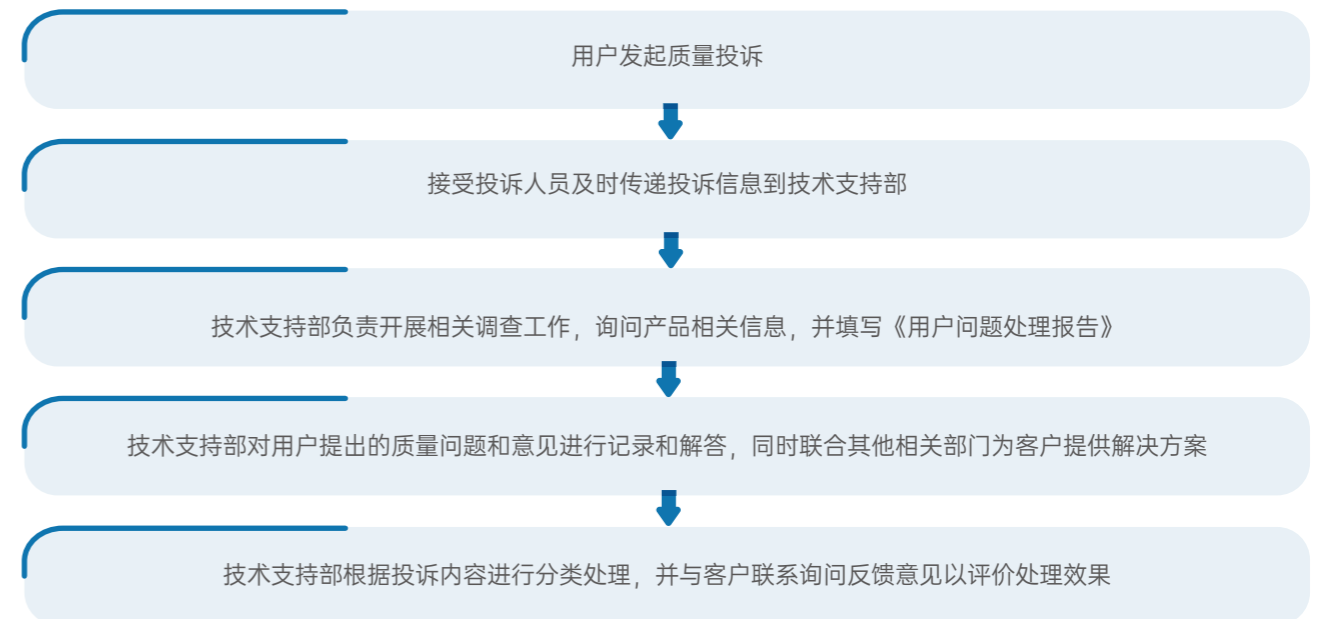 用户发起质量投诉
接受投诉人员及时传递投诉信息到技术支持部
技术支持部负责开展相关调查工作，询问产品相关信息，并填写《用户问题处理报告》
技术支持部对用户提出的质量问题和意见进行记录和解答，同时联合其他相关部门为客户提供解决方案
技术支持部根据投诉内容进行分类处理，并与客户联系询问反馈意见以评价处理效果